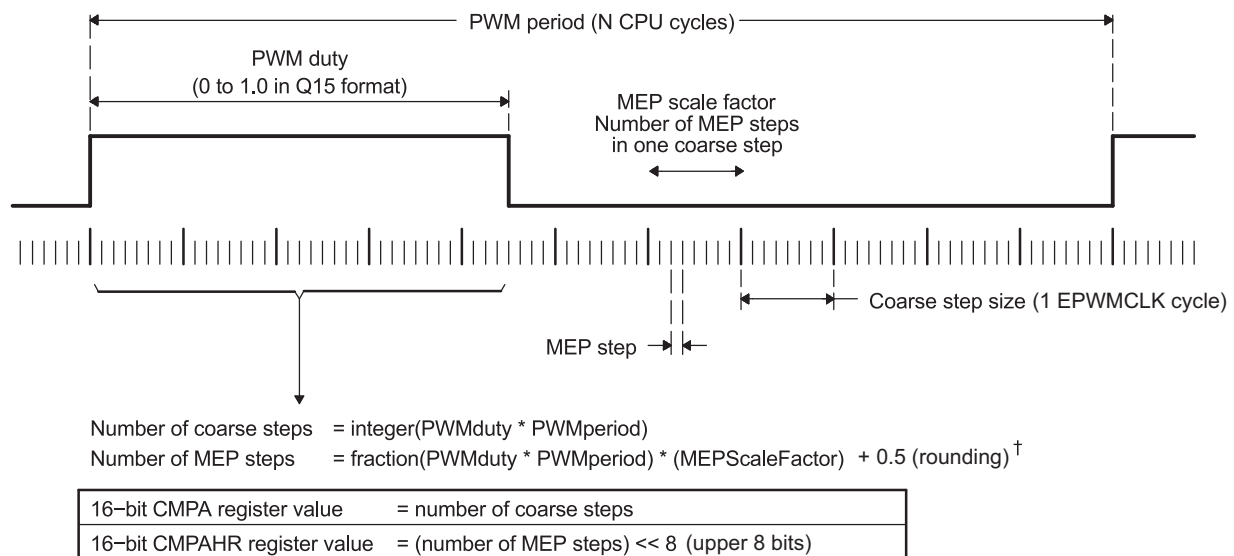 PWM period (N CPU cycles)
PWM duty
(0 to 1.0 in Q15 format)
MEP scale factor
Number of MEP steps
in one coarse step
Coarse step size (1 EPWMCLK cycle)
MEP step
Number of coarse steps = integer(PWMduty * PWMperiod)
Number of MEP steps = fraction(PWMduty * PWMperiod) * (MEPScaleFactor) + 0.5 (rounding) †
16−bit CMPA register value = number of coarse steps
16−bit CMPAHR register value = (number of MEP steps) << 8 (upper 8 bits)